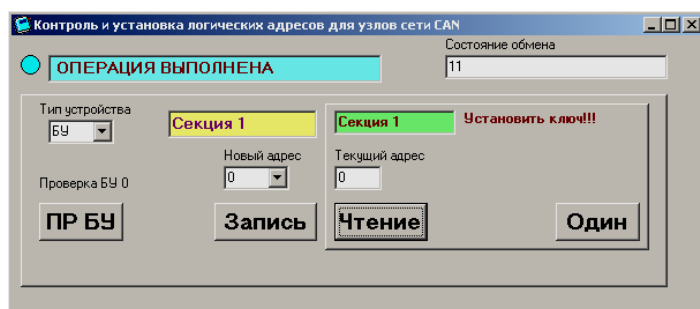 Контроль и установка логических адресов для узлов сети CAN
Состояние обмена
ОПЕРАЦИЯ ВЫПОЛНЕНА
11
Тип устройства
БУ
Секция 1
Секция 1
Установить ключ!!!
Новый адрес
Текущий адрес
Проверка БУ 0
0
0
ПР БУ
Запись
Чтение
Один